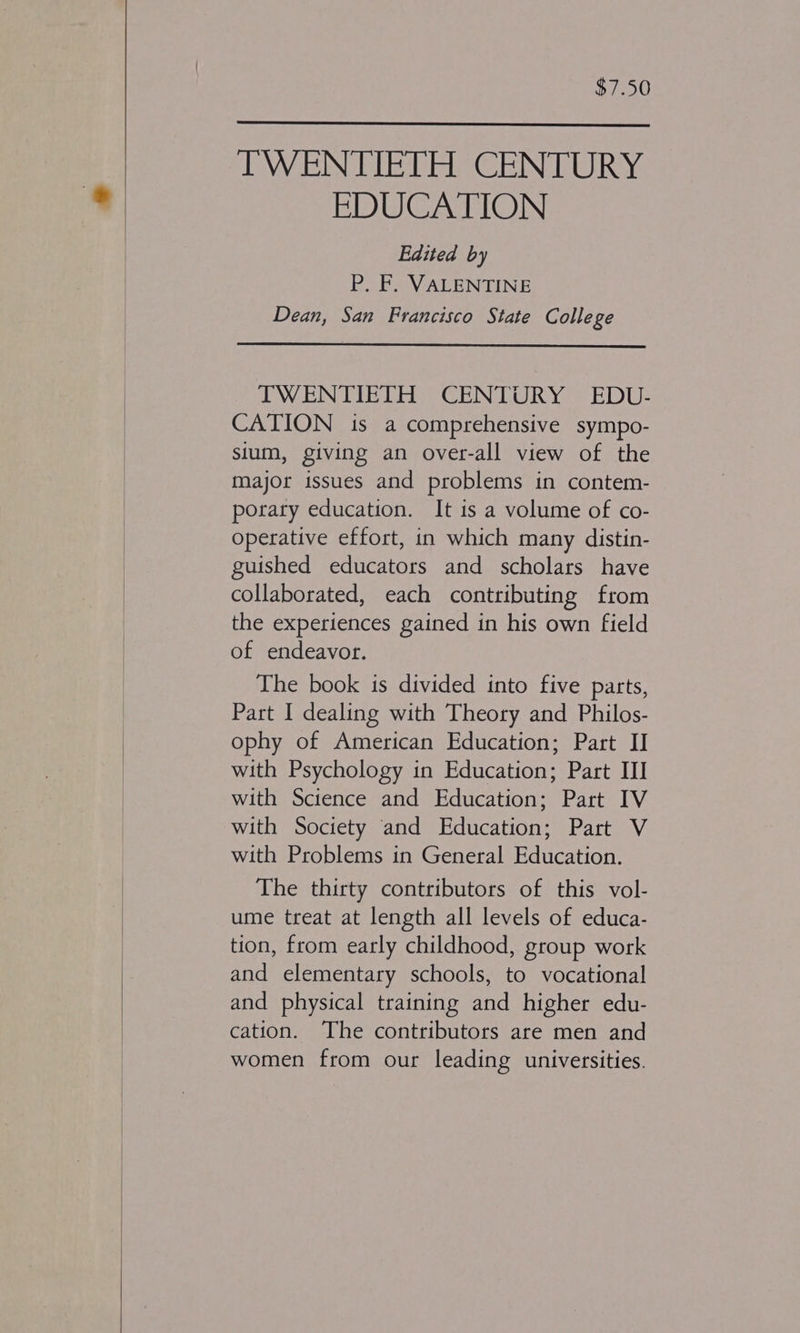 $7.50
TWENTIETH CENTURY
EDUCATION
Edited by
P. F. VALENTINE
Dean, San Francisco State College
TWENTIETH CENTURY EDU-
CATION is a comprehensive sympo-
sium, giving an over-all view of the
major issues and problems in contem-
porary education. It is a volume of co-
operative effort, in which many distin-
guished educators and scholars have
collaborated, each contributing from
the experiences gained in his own field
of endeavor.
The book is divided into five parts,
Part I dealing with Theory and Philos-
ophy of American Education; Part II
with Psychology in Education; Part III
with Science and Education; Part IV
with Society and Education; Part V
with Problems in General Education.
The thirty contributors of this vol-
ume treat at length all levels of educa-
tion, from early childhood, group work
and elementary schools, to vocational
and physical training and higher edu-
cation. The contributors are men and
women from our leading universities.